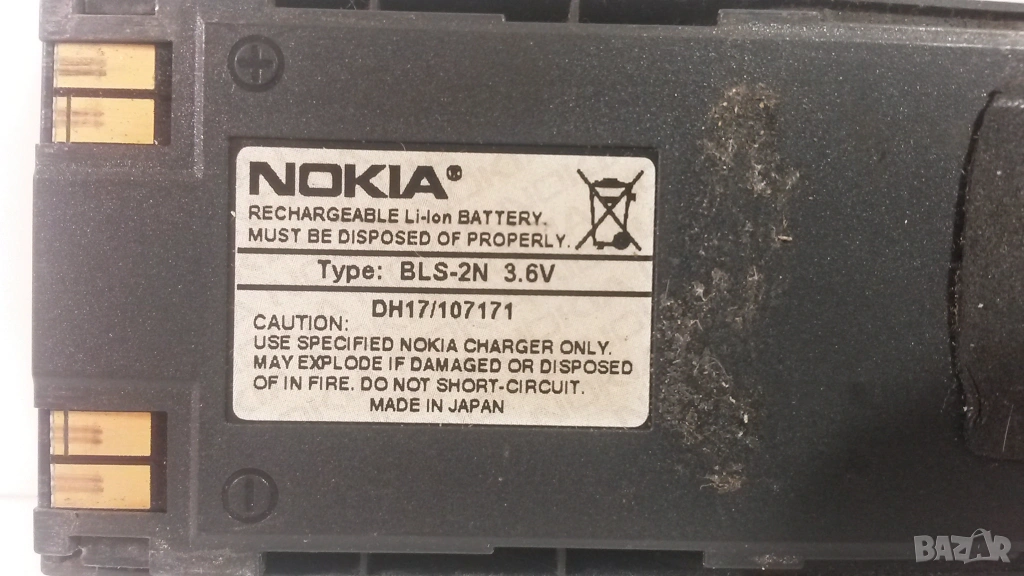 NOKIA®
RECHARGEABLE Li-Ion BATTERY.
MUST BE DISPOSED OF PROPERLY.
Type: BLS-2N 3.6V
DH17/107171
CAUTION:
USE SPECIFIED NOKIA CHARGER ONLY.
MAY EXPLODE IF DAMAGED OR DISPOSED
OF IN FIRE. DO NOT SHORT-CIRCUIT.
MADE IN JAPAN
BAZAR